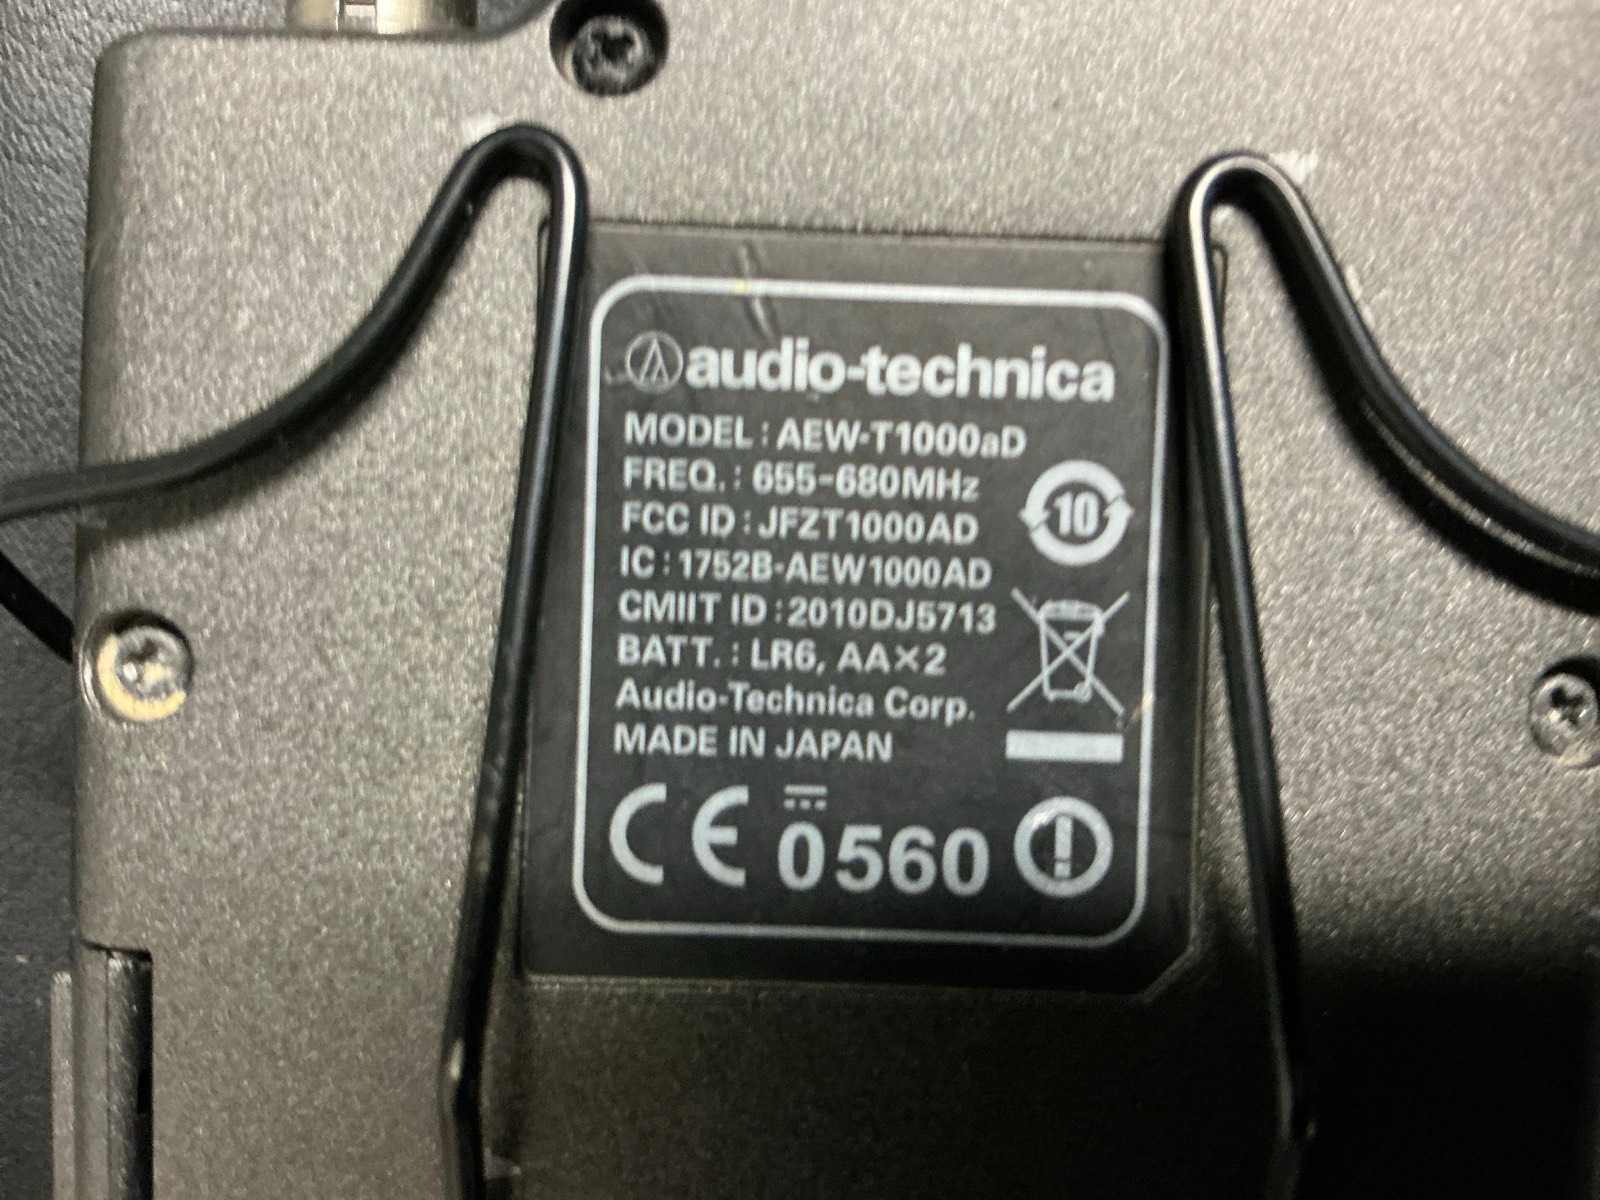 audio-technica
MODEL : AEW-T1000aD
FREQ. : 655-680MHz
FCC ID : JFZT1000AD
IC : 1752B-AEW1000AD
CMIIT ID : 2010DJ5713
BATT. : LR6, AA×2
Audio-Technica Corp.
MADE IN JAPAN
10
CE 0560